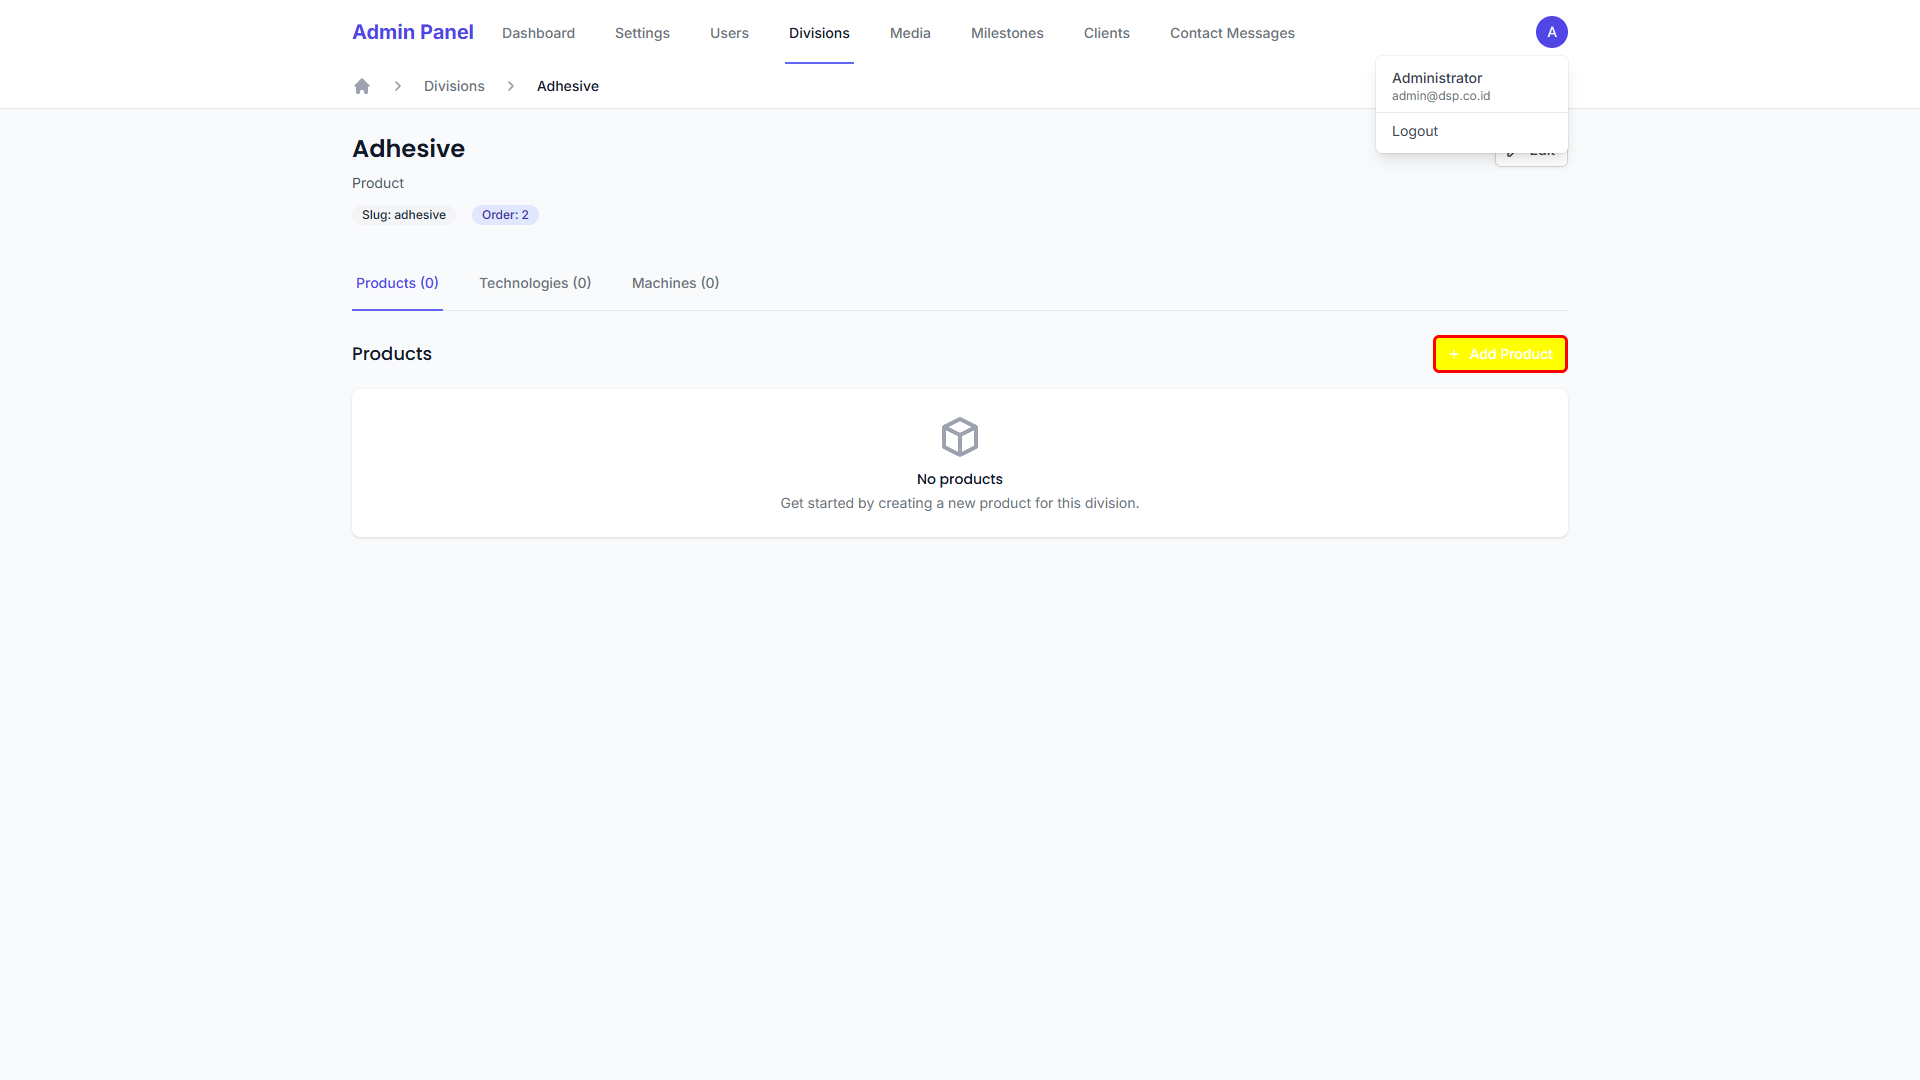 Admin Panel Dashboard Settings Users Divisions Media Milestones Clients Contact Messages A
Divisions Adhesive
Administrator
admin@dsp.co.id
Logout
Adhesive
Product
Slug: adhesive Order: 2
Products (0) Technologies (0) Machines (0)
Products
+ Add Product
No products
Get started by creating a new product for this division.